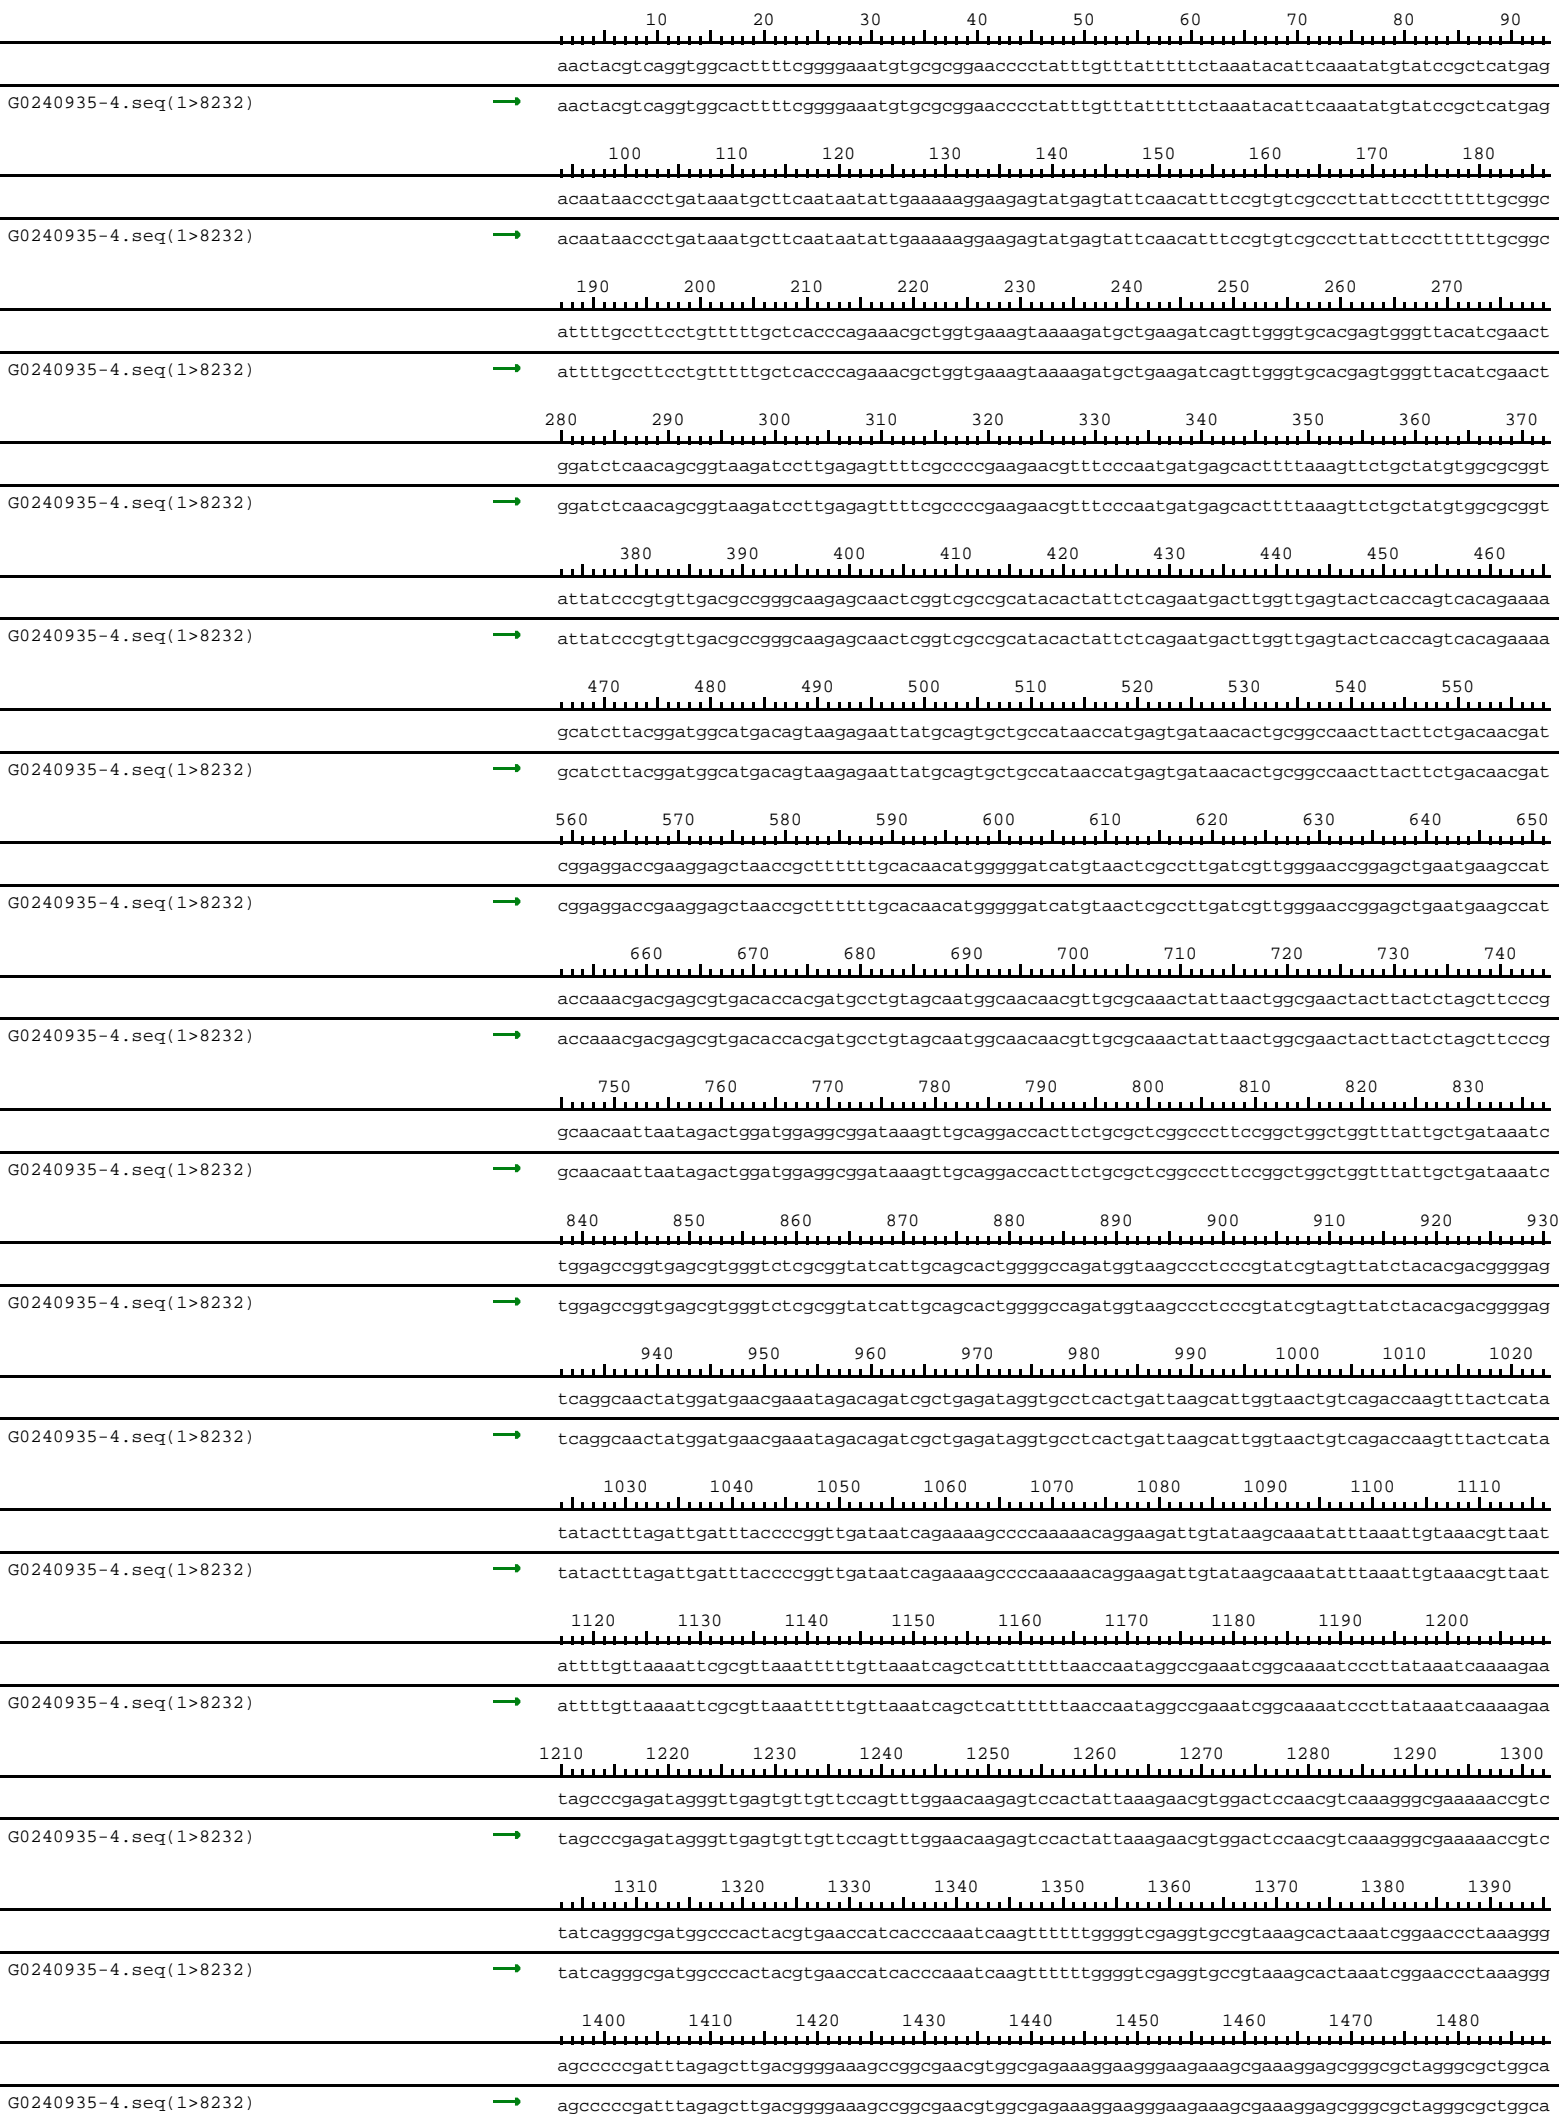 10 20 30 40 50 60 70 80 90
aactacgtcaggtggcacttttcggggaaatgtgcgcggaacccctatttgtttatttttctaaatacattcaaatatgtatccgctcatgag
G0240935-4.seq(1>8232) aactacgtcaggtggcacttttcggggaaatgtgcgcggaacccctatttgtttatttttctaaatacattcaaatatgtatccgctcatgag
100 110 120 130 140 150 160 170 180
acaataaccctgataaatgcttcaataatattgaaaaaggaagagtatgagtattcaacatttccgtgtcgcccttattcccttttttgcggc
G0240935-4.seq(1>8232) acaataaccctgataaatgcttcaataatattgaaaaaggaagagtatgagtattcaacatttccgtgtcgcccttattcccttttttgcggc
190 200 210 220 230 240 250 260 270
attttgccttcctgtttttgctcacccagaaacgctggtgaaagtaaaagatgctgaagatcagttgggtgcacgagtgggttacatcgaact
G0240935-4.seq(1>8232) attttgccttcctgtttttgctcacccagaaacgctggtgaaagtaaaagatgctgaagatcagttgggtgcacgagtgggttacatcgaact
280 290 300 310 320 330 340 350 360 370
ggatctcaacagcggtaagatccttgagagttttcgccccgaagaacgtttcccaatgatgagcacttttaaagttctgctatgtggcgcggt
G0240935-4.seq(1>8232) ggatctcaacagcggtaagatccttgagagttttcgccccgaagaacgtttcccaatgatgagcacttttaaagttctgctatgtggcgcggt
380 390 400 410 420 430 440 450 460
attatcccgtgttgacgccgggcaagagcaactcggtcgccgcatacactattctcagaatgacttggttgagtactcaccagtcacagaaaa
G0240935-4.seq(1>8232) attatcccgtgttgacgccgggcaagagcaactcggtcgccgcatacactattctcagaatgacttggttgagtactcaccagtcacagaaaa
470 480 490 500 510 520 530 540 550
gcatcttacggatggcatgacagtaagagaattatgcagtgctgccataaccatgagtgataacactgcggccaacttacttctgacaacgat
G0240935-4.seq(1>8232) gcatcttacggatggcatgacagtaagagaattatgcagtgctgccataaccatgagtgataacactgcggccaacttacttctgacaacgat
560 570 580 590 600 610 620 630 640 650
cggaggaccgaaggagctaaccgcttttttgcacaacatgggggatcatgtaactcgccttgatcgttgggaaccggagctgaatgaagccat
G0240935-4.seq(1>8232) cggaggaccgaaggagctaaccgcttttttgcacaacatgggggatcatgtaactcgccttgatcgttgggaaccggagctgaatgaagccat
660 670 680 690 700 710 720 730 740
accaaacgacgagcgtgacaccacgatgcctgtagcaatggcaacaacgttgcgcaaactattaactggcgaactacttactctagcttcccg
G0240935-4.seq(1>8232) accaaacgacgagcgtgacaccacgatgcctgtagcaatggcaacaacgttgcgcaaactattaactggcgaactacttactctagcttcccg
750 760 770 780 790 800 810 820 830
gcaacaattaatagactggatggaggcggataaagttgcaggaccacttctgcgctcggcccttccggctggctggtttattgctgataaatc
G0240935-4.seq(1>8232) gcaacaattaatagactggatggaggcggataaagttgcaggaccacttctgcgctcggcccttccggctggctggtttattgctgataaatc
840 850 860 870 880 890 900 910 920 930
tggagccggtgagcgtgggtctcgcggtatcattgcagcactggggccagatggtaagccctcccgtatcgtagttatctacacgacggggag
G0240935-4.seq(1>8232) tggagccggtgagcgtgggtctcgcggtatcattgcagcactggggccagatggtaagccctcccgtatcgtagttatctacacgacggggag
940 950 960 970 980 990 1000 1010 1020
tcaggcaactatggatgaacgaaatagacagatcgctgagataggtgcctcactgattaagcattggtaactgtcagaccaagtttactcata
G0240935-4.seq(1>8232) tcaggcaactatggatgaacgaaatagacagatcgctgagataggtgcctcactgattaagcattggtaactgtcagaccaagtttactcata
1030 1040 1050 1060 1070 1080 1090 1100 1110
tatactttagattgatttaccccggttgataatcagaaaagccccaaaaacaggaagattgtataagcaaatatttaaattgtaaacgttaat
G0240935-4.seq(1>8232) tatactttagattgatttaccccggttgataatcagaaaagccccaaaaacaggaagattgtataagcaaatatttaaattgtaaacgttaat
1120 1130 1140 1150 1160 1170 1180 1190 1200
attttgttaaaattcgcgttaaatttttgttaaatcagctcattttttaaccaataggccgaaatcggcaaaatcccttataaatcaaaagaa
G0240935-4.seq(1>8232) attttgttaaaattcgcgttaaatttttgttaaatcagctcattttttaaccaataggccgaaatcggcaaaatcccttataaatcaaaagaa
1210 1220 1230 1240 1250 1260 1270 1280 1290 1300
tagcccgagatagggttgagtgttgttccagtttggaacaagagtccactattaaagaacgtggactccaacgtcaaagggcgaaaaaccgtc
G0240935-4.seq(1>8232) tagcccgagatagggttgagtgttgttccagtttggaacaagagtccactattaaagaacgtggactccaacgtcaaagggcgaaaaaccgtc
1310 1320 1330 1340 1350 1360 1370 1380 1390
tatcagggcgatggcccactacgtgaaccatcacccaaatcaagttttttggggtcgaggtgccgtaaagcactaaatcggaaccctaaaggg
G0240935-4.seq(1>8232) tatcagggcgatggcccactacgtgaaccatcacccaaatcaagttttttggggtcgaggtgccgtaaagcactaaatcggaaccctaaaggg
1400 1410 1420 1430 1440 1450 1460 1470 1480
agcccccgatttagagcttgacggggaaagccggcgaacgtggcgagaaaggaagggaagaaagcgaaaggagcgggcgctagggcgctggca
G0240935-4.seq(1>8232) agcccccgatttagagcttgacggggaaagccggcgaacgtggcgagaaaggaagggaagaaagcgaaaggagcgggcgctagggcgctggca